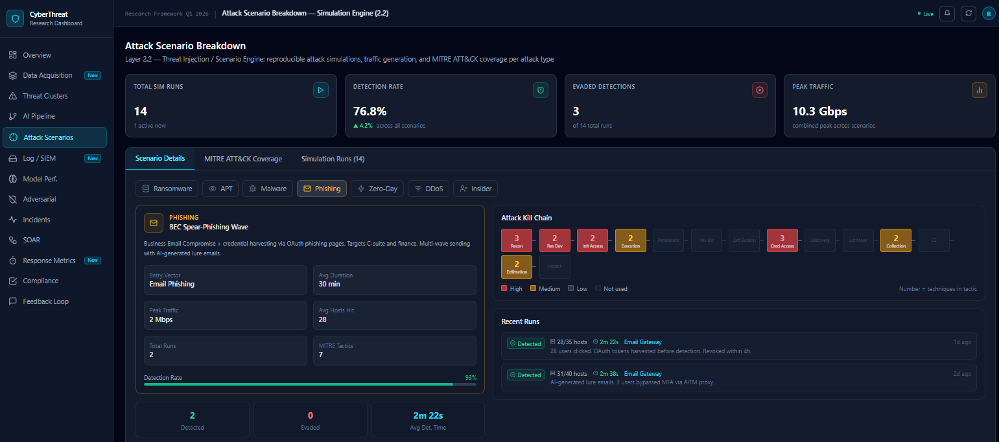 CyberThreat
Research Dashboard
Research Framework Q1 2026
Attack Scenario Breakdown — Simulation Engine (2.2)
Live
R
Overview
Data Acquisition New
Threat Clusters
AI Pipeline
Attack Scenarios
Log / SIEM New
Model Perf.
Adversarial
Incidents
SOAR
Response Metrics New
Compliance
Feedback Loop
Attack Scenario Breakdown
Layer 2.2 — Threat Injection / Scenario Engine: reproducible attack simulations, traffic generation, and MITRE ATT&CK coverage per attack type
TOTAL SIM RUNS
14
1 active now
DETECTION RATE
76.8%
▲ 4.2% across all scenarios
EVADED DETECTIONS
3
of 14 total runs
PEAK TRAFFIC
10.3 Gbps
combined peak across scenarios
Scenario Details MITRE ATT&CK Coverage Simulation Runs (14)
Ransomware APT Malware Phishing Zero-Day DDoS Insider
PHISHING
BEC Spear-Phishing Wave
Business Email Compromise + credential harvesting via OAuth phishing pages. Targets C-suite and finance. Multi-wave sending
with AI-generated lure emails.
Entry Vector
Email Phishing
Avg Duration
30 min
Peak Traffic
2 Mbps
Avg Hosts Hit
28
Total Runs
2
MITRE Tactics
7
Detection Rate 93%
2
Detected
0
Evaded
2m 22s
Avg Det. Time
Attack Kill Chain
3
Recon
2
Res Dev
2
Init Access
2
Execution
Persistence
Priv Esc
Def Evasion
3
Cred Access
Discovery
Lat Move
2
Collection
C2
2
Exfiltration
Impact
High Medium Low Not used
Number = techniques in tactic
Recent Runs
Detected 28/35 hosts 2m 22s Email Gateway 1d ago
28 users clicked. OAuth tokens harvested before detection. Revoked within 4h.
Detected 31/40 hosts 2m 38s Email Gateway 2d ago
AI-generated lure emails. 3 users bypassed MFA via AiTM proxy.